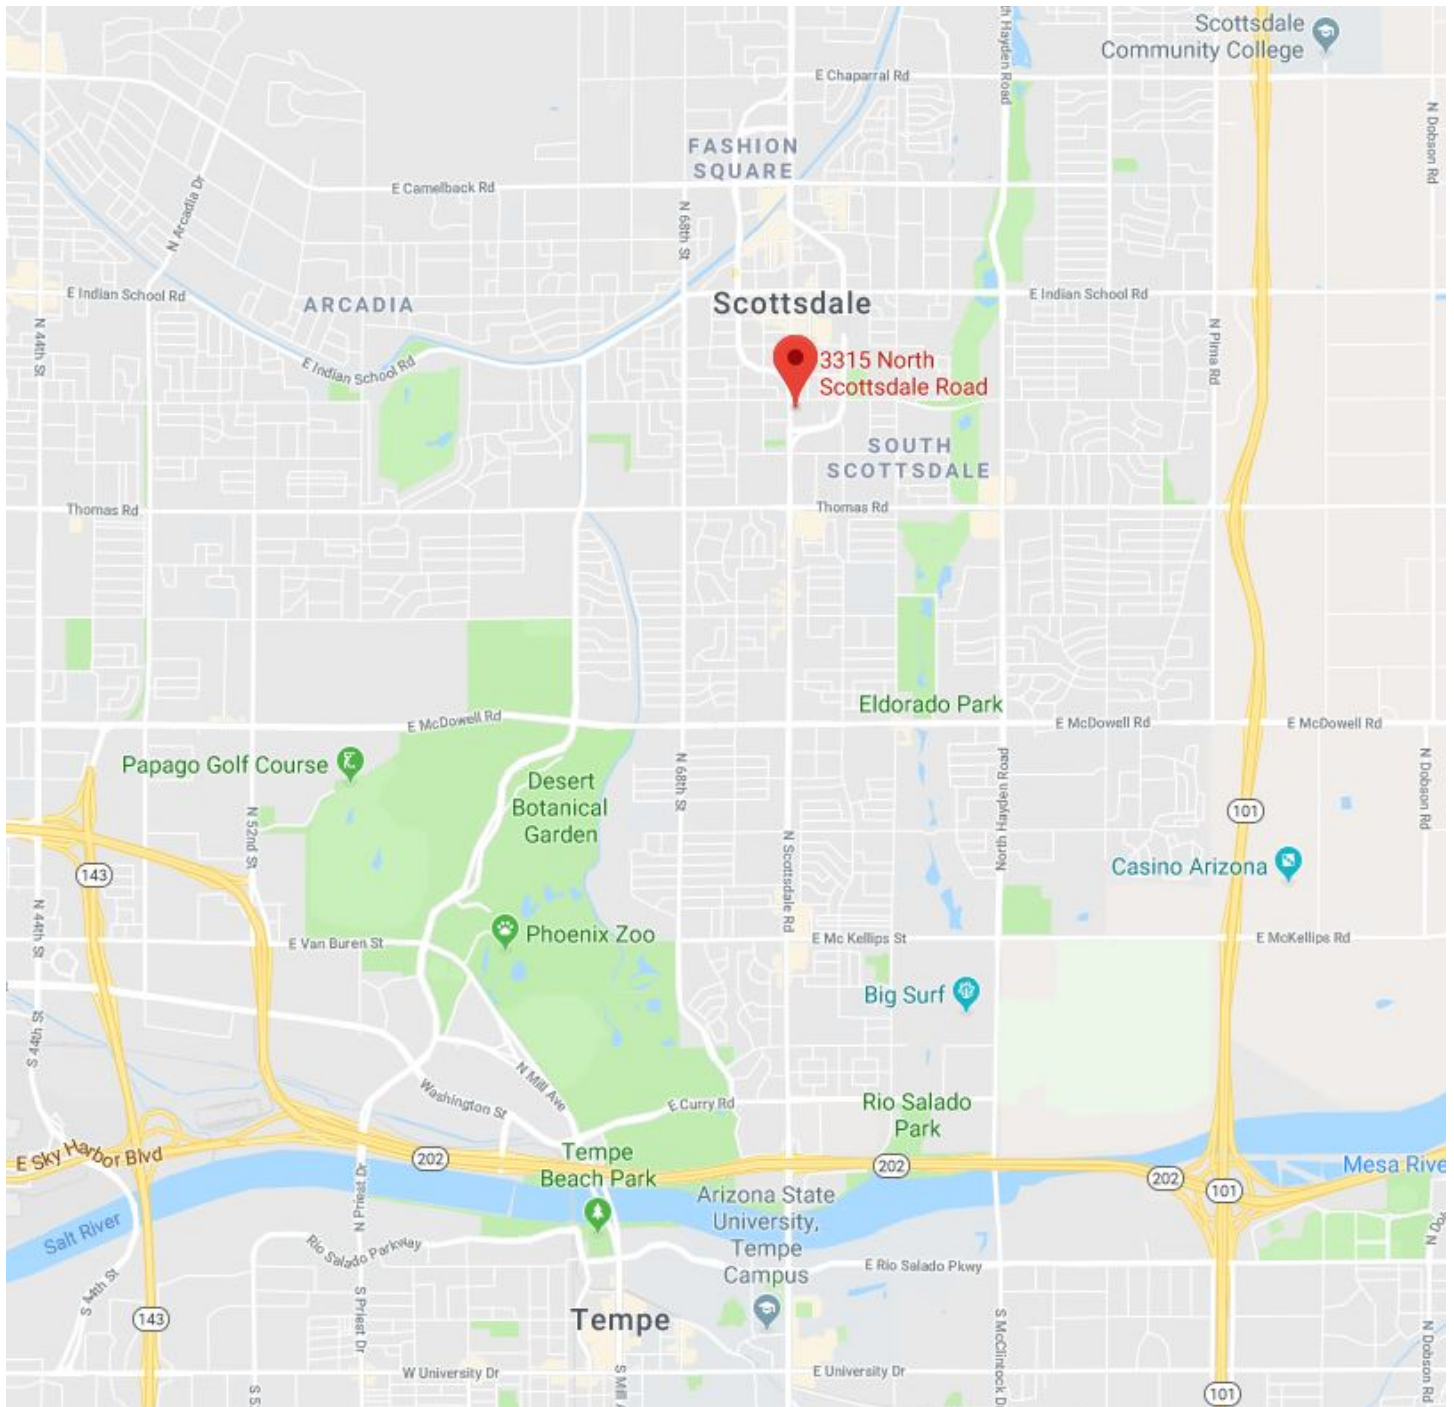 Scottsdale
Community College
th Hayden Road
E Chaparral Rd
N Dobson Rd
FASHION
SQUARE
E Camelback Rd
N Arcadia Dr
N 68th St
E Indian School Rd
ARCADIA
Scottsdale
E Indian School Rd
N 44th St
E Indian School Rd
3315 North
Scottsdale Road
N Pima Rd
SOUTH
SCOTTSDALE
Thomas Rd
Thomas Rd
Eldorado Park
E McDowell Rd
E McDowell Rd
E McDowell Rd
Papago Golf Course
Desert
Botanical
Garden
N 68th St
N Dobson Rd
N 52nd St
North Hayden Road
101
N Scottsdale Rd
Casino Arizona
143
N 44th St
E Van Buren St
Phoenix Zoo
E Mc Kellips St
E McKellips Rd
Big Surf
S 44th St
N Mill Ave
Washington St
E Curry Rd
Rio Salado
Park
E Sky Harbor Blvd
202
Tempe
Beach Park
202
202
101
Mesa Rive
N Priest Dr
Arizona State
University,
Tempe
Campus
Salt River
Rio Salado Parkway
E Rio Salado Pkwy
N Do
S 44th St
143
S Priest Dr
Tempe
S McClintock D
N Dobson Rd
W University Dr
E University Dr
S 5
S Mill
101